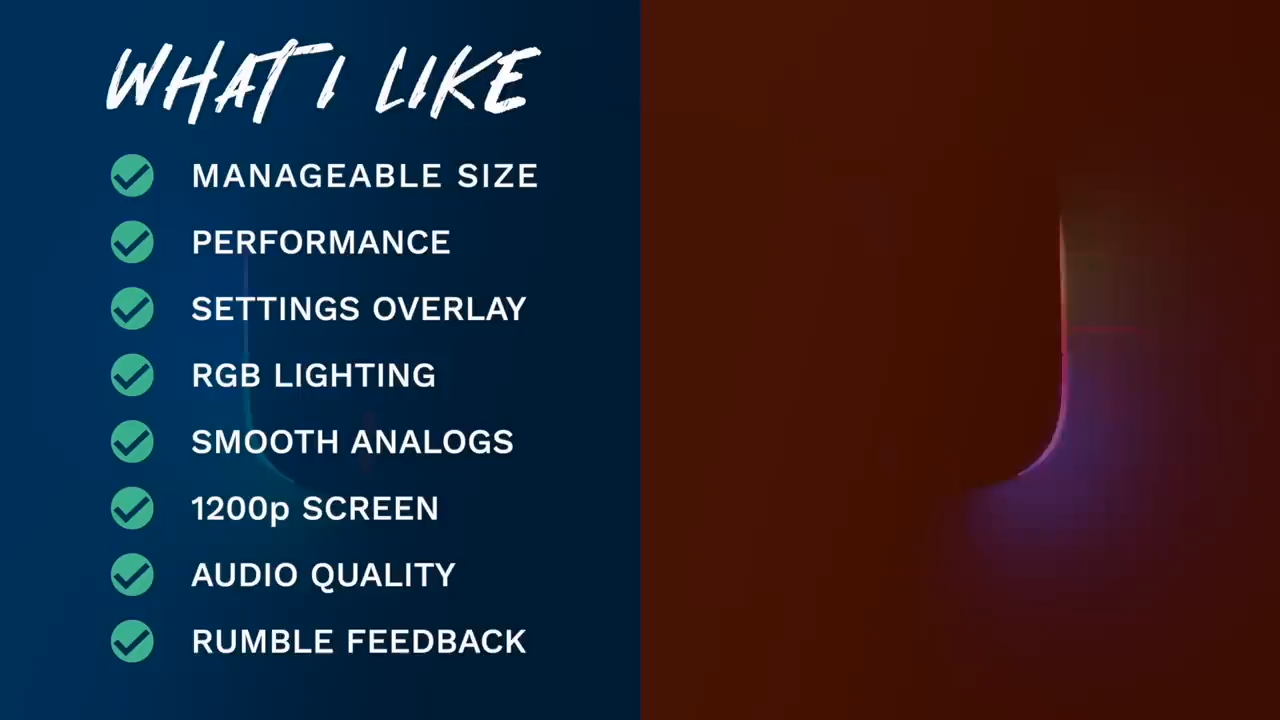 WHAT I LIKE
MANAGEABLE SIZE
PERFORMANCE
SETTINGS OVERLAY
RGB LIGHTING
SMOOTH ANALOGS
1200p SCREEN
AUDIO QUALITY
RUMBLE FEEDBACK